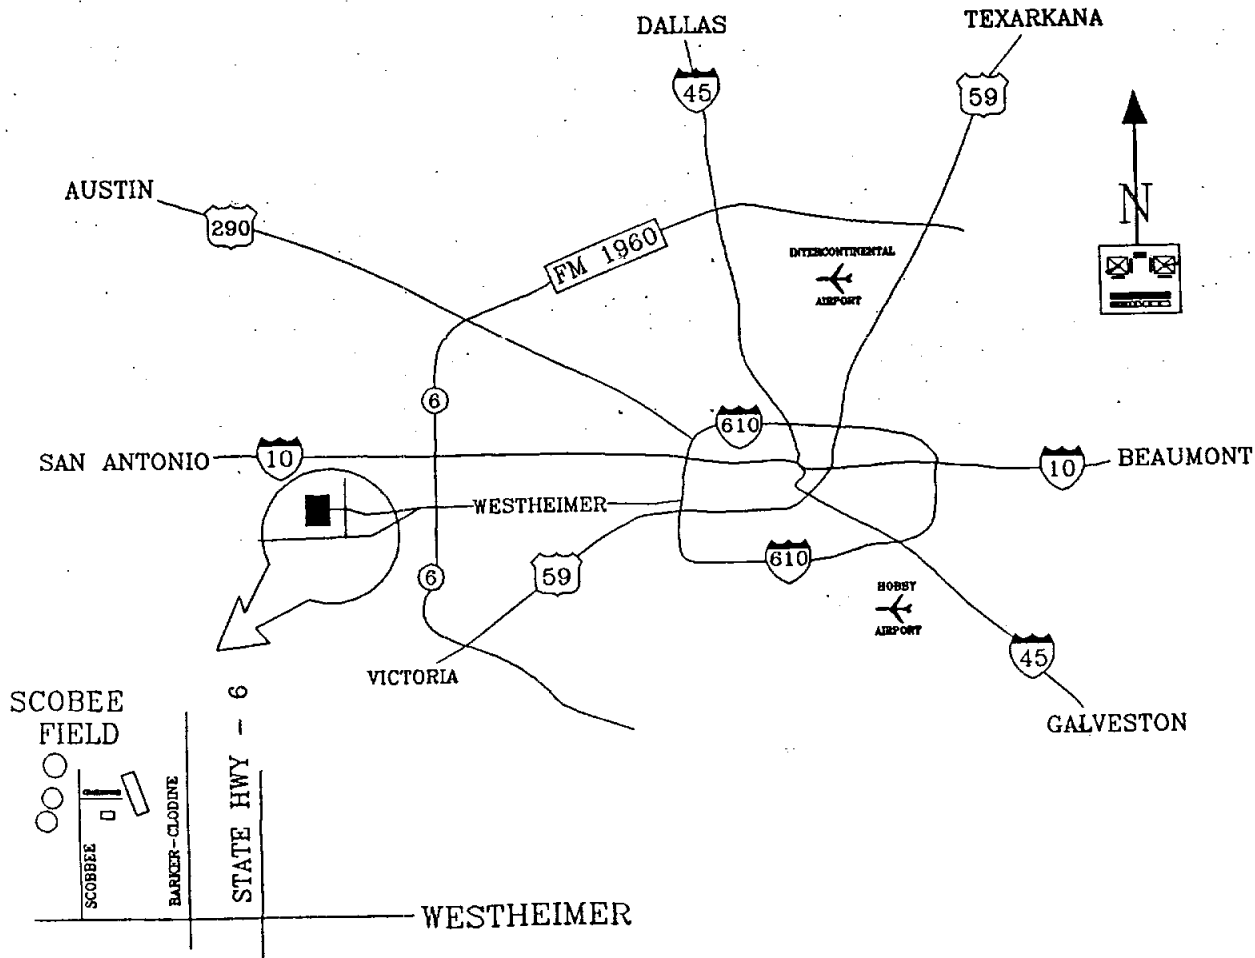 DALLAS
TEXARKANA
45
59
AUSTIN
290
FM 1960
N
INTERCONTINENTAL
AIRPORT
6
610
SAN ANTONIO
10
10
BEAUMONT
WESTHEIMER
610
6
59
HOBBY
AIRPORT
45
VICTORIA
GALVESTON
SCOBEE
FIELD
SCOBBEE
BARKER-CLODINE
STATE HWY - 6
WESTHEIMER